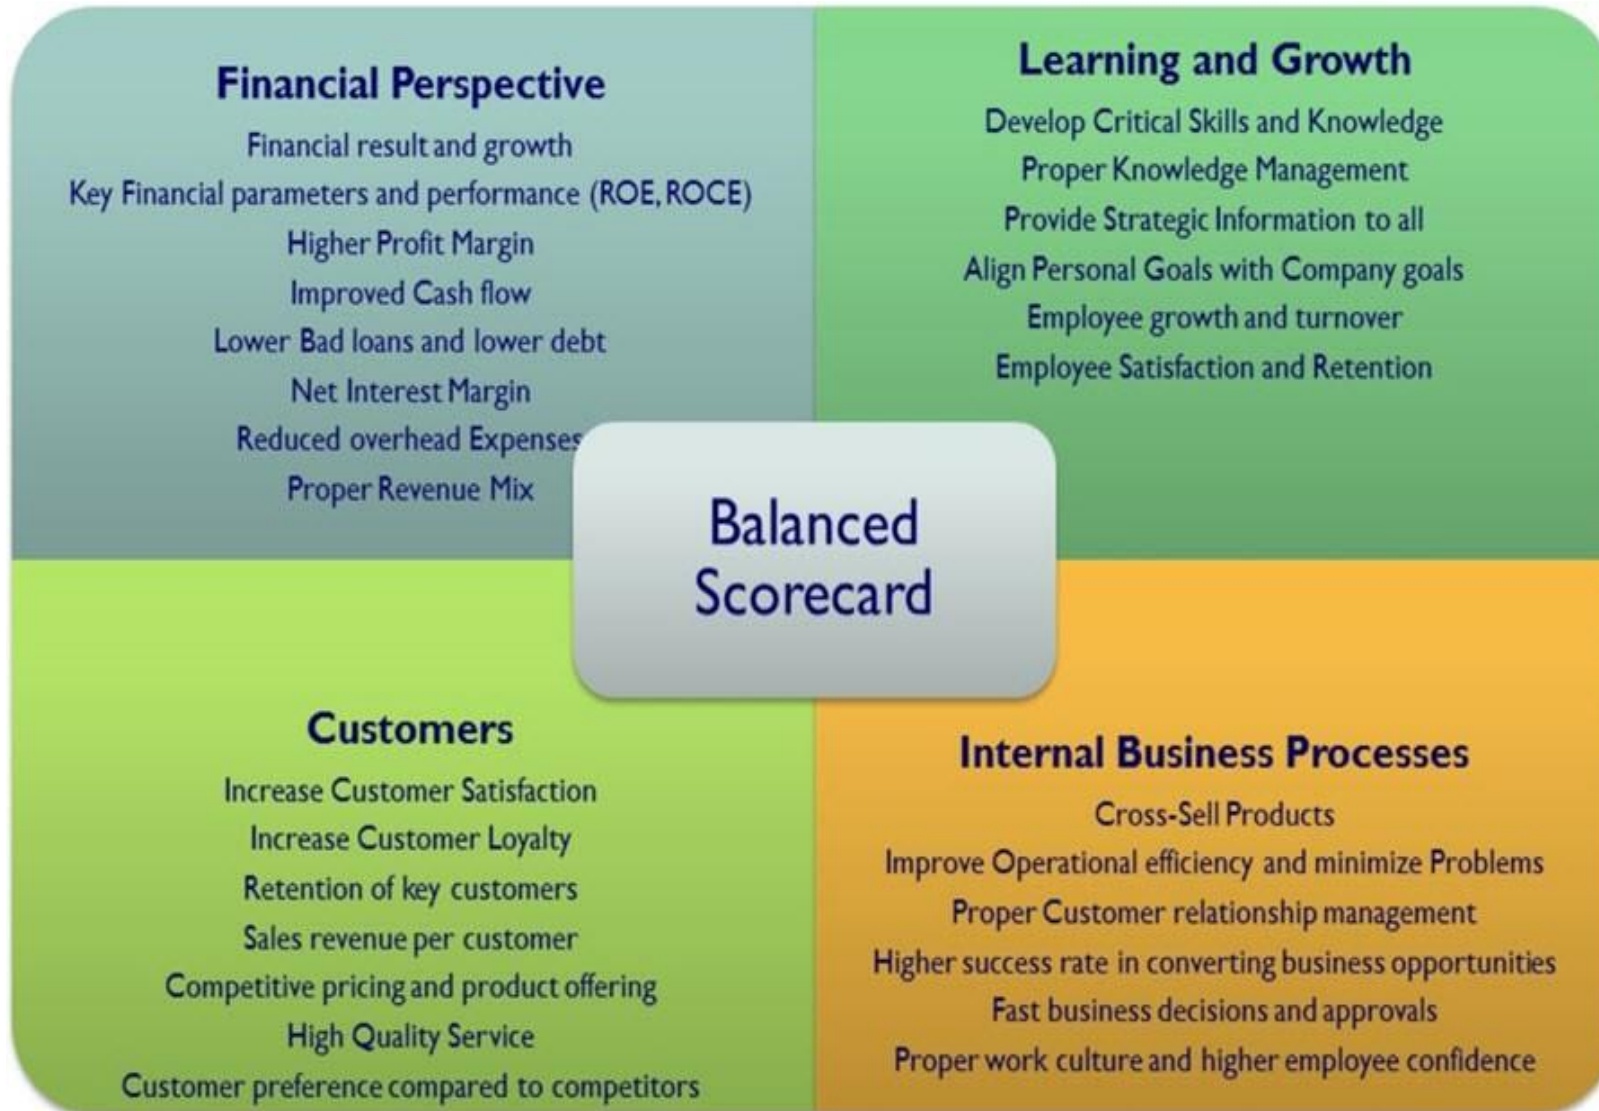 Financial Perspective
Financial result and growth
Key Financial parameters and performance (ROE, ROCE)
Higher Profit Margin
Improved Cash flow
Lower Bad loans and lower debt
Net Interest Margin
Reduced overhead Expenses
Proper Revenue Mix
Learning and Growth
Develop Critical Skills and Knowledge
Proper Knowledge Management
Provide Strategic Information to all
Align Personal Goals with Company goals
Employee growth and turnover
Employee Satisfaction and Retention
Balanced
Scorecard
Customers
Increase Customer Satisfaction
Increase Customer Loyalty
Retention of key customers
Sales revenue per customer
Competitive pricing and product offering
High Quality Service
Customer preference compared to competitors
Internal Business Processes
Cross-Sell Products
Improve Operational efficiency and minimize Problems
Proper Customer relationship management
Higher success rate in converting business opportunities
Fast business decisions and approvals
Proper work culture and higher employee confidence